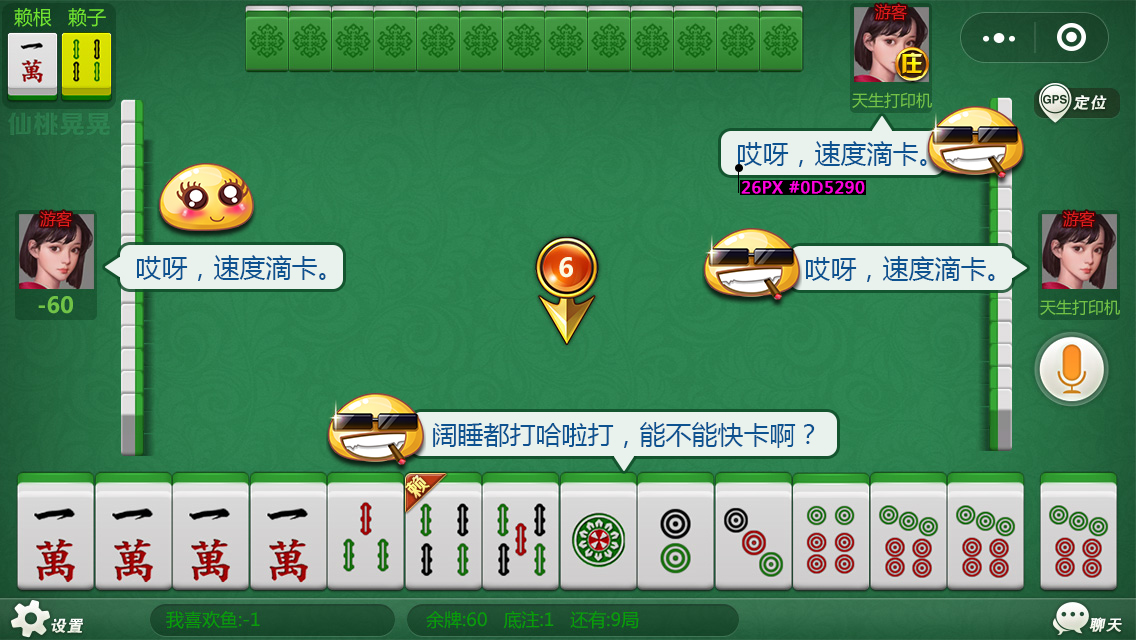 赖根 赖子
一萬
仙桃晃晃
游客
庄
天生打印机
GPS 定位
哎呀，速度滴卡。
26PX #0D5290
游客
-60
哎呀，速度滴卡。
6
哎呀，速度滴卡。
游客
天生打印机
阔睡都打哈啦打，能不能快卡啊？
赖
一萬 一萬 一萬 一萬
设置
我喜欢鱼:-1
余牌:60 底注:1 还有:9局
聊天